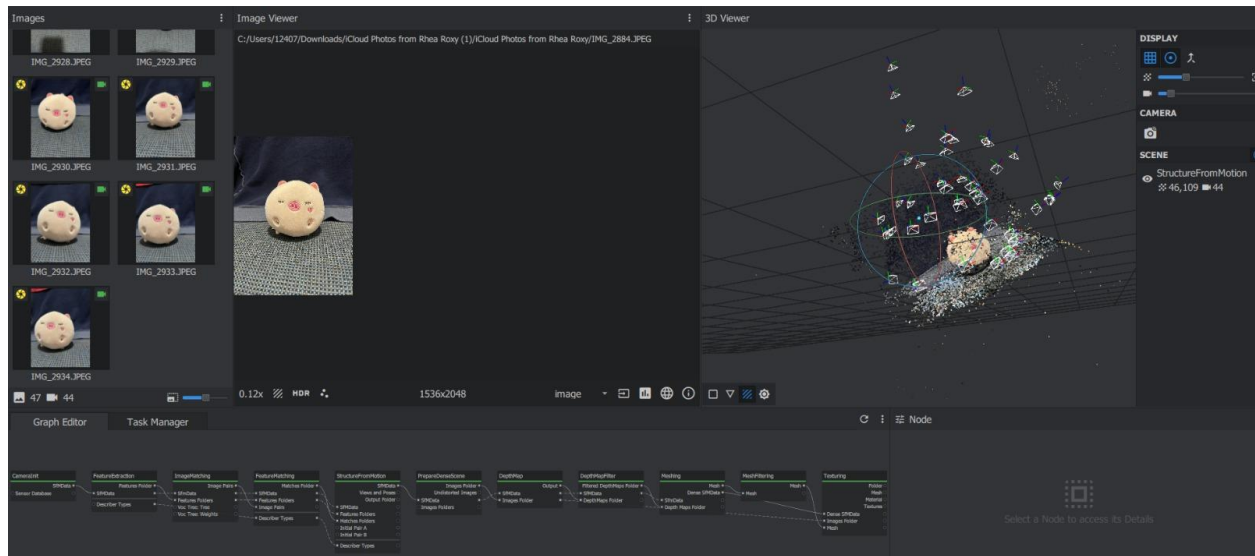 Images
Image Viewer
3D Viewer
C:/Users/12407/Downloads/iCloud Photos from Rhea Roxy (1)/iCloud Photos from Rhea Roxy/IMG_2884.JPEG
IMG_2928.JPEG
IMG_2929.JPEG
IMG_2930.JPEG
IMG_2931.JPEG
IMG_2932.JPEG
IMG_2933.JPEG
IMG_2934.JPEG
47 44
0.12x HDR 1536x2048 image
DISPLAY
CAMERA
SCENE
StructureFromMotion
46,109 44
Graph Editor
Task Manager
Node
CameraInit
SfMData
Sensor Database
FeatureExtraction
Features Folder
SfMData
Describer Types
ImageMatching
Image Pairs
SfmData
Features Folders
Voc Tree: Tree
Voc Tree: Weights
FeatureMatching
Matches Folder
SfMData
Features Folders
Image Pairs
Describer Types
StructureFromMotion
SfMData
Views and Poses
Output Folder
SfMData
Features Folders
Matches Folders
Initial Pair A
Initial Pair B
Describer Types
PrepareDenseScene
Images Folder
Undistorted Images
SfMData
Images Folders
DepthMap
Output
SfMData
Images Folder
DepthMapFilter
Filtered DepthMaps Folder
SfMData
DepthMaps Folder
Meshing
Mesh
Dense SfMData
SfmData
Depth Maps Folder
MeshFiltering
Mesh
Mesh
Texturing
Folder
Mesh
Material
Textures
Dense SfMData
Images Folder
Mesh
Select a Node to access its Details